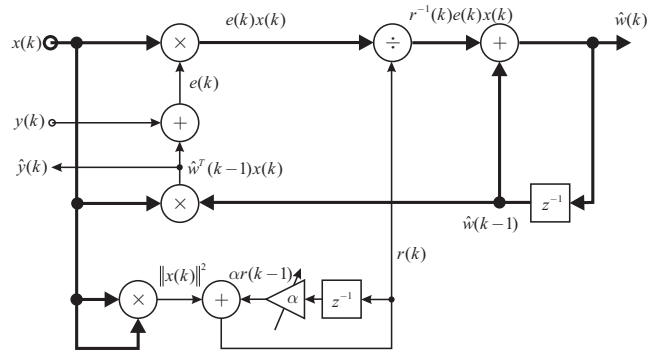 e(k)x(k)
r⁻¹(k)e(k)x(k)
ŵ(k)
x(k)
×
÷
+
e(k)
y(k)
+
ŷ(k)
ŵᵀ(k−1)x(k)
×
z⁻¹
ŵ(k−1)
r(k)
‖x(k)‖²
αr(k−1)
×
+
α
z⁻¹